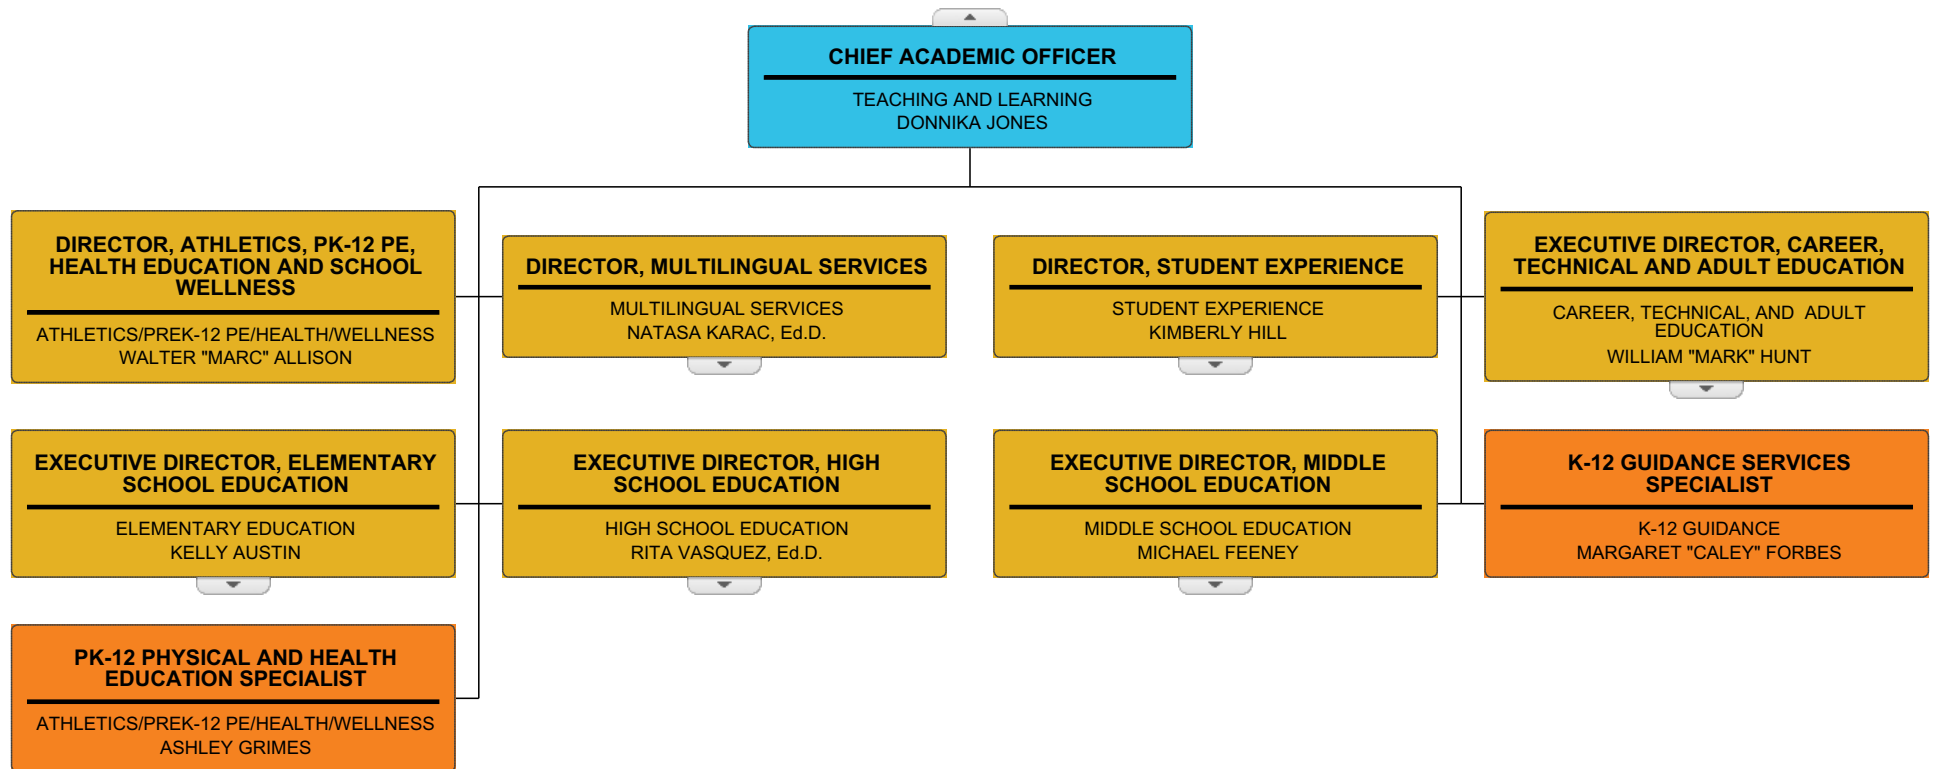 CHIEF ACADEMIC OFFICER
TEACHING AND LEARNING
DONNIKA JONES
DIRECTOR, ATHLETICS, PK-12 PE,
HEALTH EDUCATION AND SCHOOL
WELLNESS
ATHLETICS/PREK-12 PE/HEALTH/WELLNESS
WALTER "MARC" ALLISON
DIRECTOR, MULTILINGUAL SERVICES
MULTILINGUAL SERVICES
NATASA KARAC, Ed.D.
DIRECTOR, STUDENT EXPERIENCE
STUDENT EXPERIENCE
KIMBERLY HILL
EXECUTIVE DIRECTOR, CAREER,
TECHNICAL AND ADULT EDUCATION
CAREER, TECHNICAL, AND  ADULT
EDUCATION
WILLIAM "MARK" HUNT
EXECUTIVE DIRECTOR, ELEMENTARY
SCHOOL EDUCATION
ELEMENTARY EDUCATION
KELLY AUSTIN
EXECUTIVE DIRECTOR, HIGH
SCHOOL EDUCATION
HIGH SCHOOL EDUCATION
RITA VASQUEZ, Ed.D.
EXECUTIVE DIRECTOR, MIDDLE
SCHOOL EDUCATION
MIDDLE SCHOOL EDUCATION
MICHAEL FEENEY
K-12 GUIDANCE SERVICES
SPECIALIST
K-12 GUIDANCE
MARGARET "CALEY" FORBES
PK-12 PHYSICAL AND HEALTH
EDUCATION SPECIALIST
ATHLETICS/PREK-12 PE/HEALTH/WELLNESS
ASHLEY GRIMES